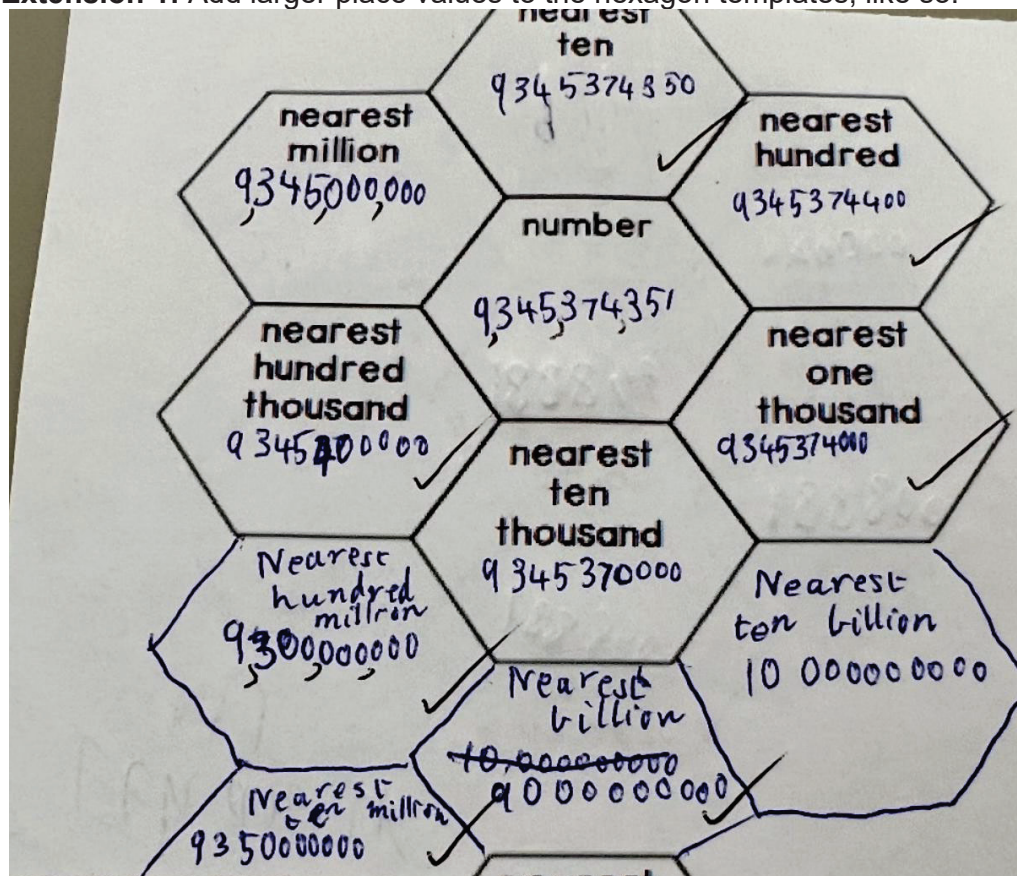 Extension 1: Add larger place values to the hexagon templates, like so:
nearest
ten
9345374350
nearest
million
9,345,000,000
nearest
hundred
9345374400
number
9,345,374,351
nearest
hundred
thousand
9345400000
nearest
one
thousand
9345374000
nearest
ten
thousand
9345370000
Nearest
hundred
million
9,300,000,000
Nearest
billion
10,000000000
9000000000
Nearest
ten billion
10 000000000
Nearest
ten million
9350000000